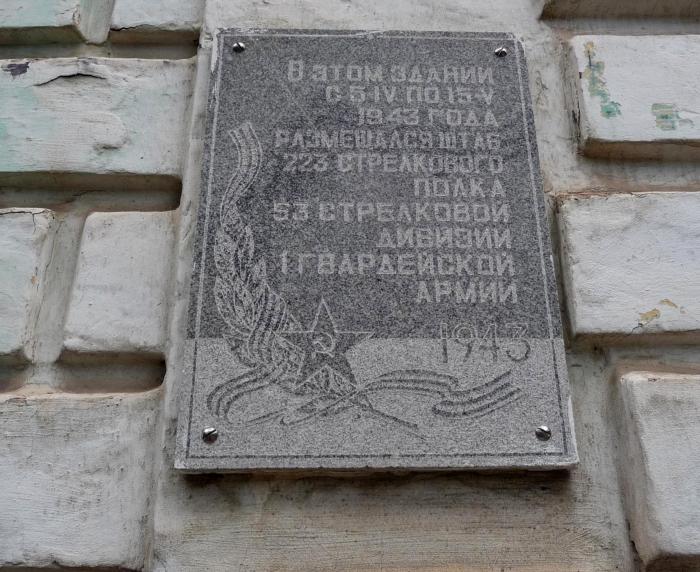 В ЭТОМ ЗДАНИИ
С 5-IV ПО 15-V
1943 ГОДА
РАЗМЕЩАЛСЯ ШТАБ
223 СТРЕЛКОВОГО
ПОЛКА
53 СТРЕЛКОВОЙ
ДИВИЗИИ
1 ГВАРДЕЙСКОЙ
АРМИИ
1943